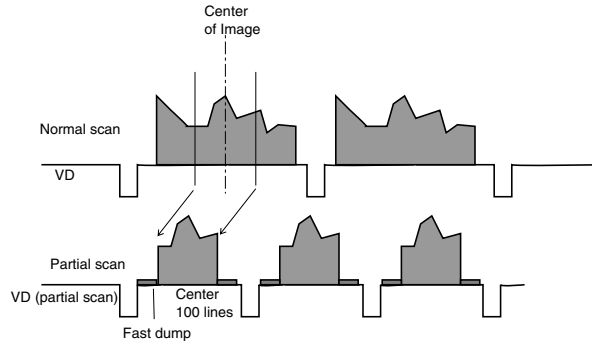 Center
of Image
Normal scan
VD
Partial scan
VD (partial scan)
Center
100 lines
Fast dump